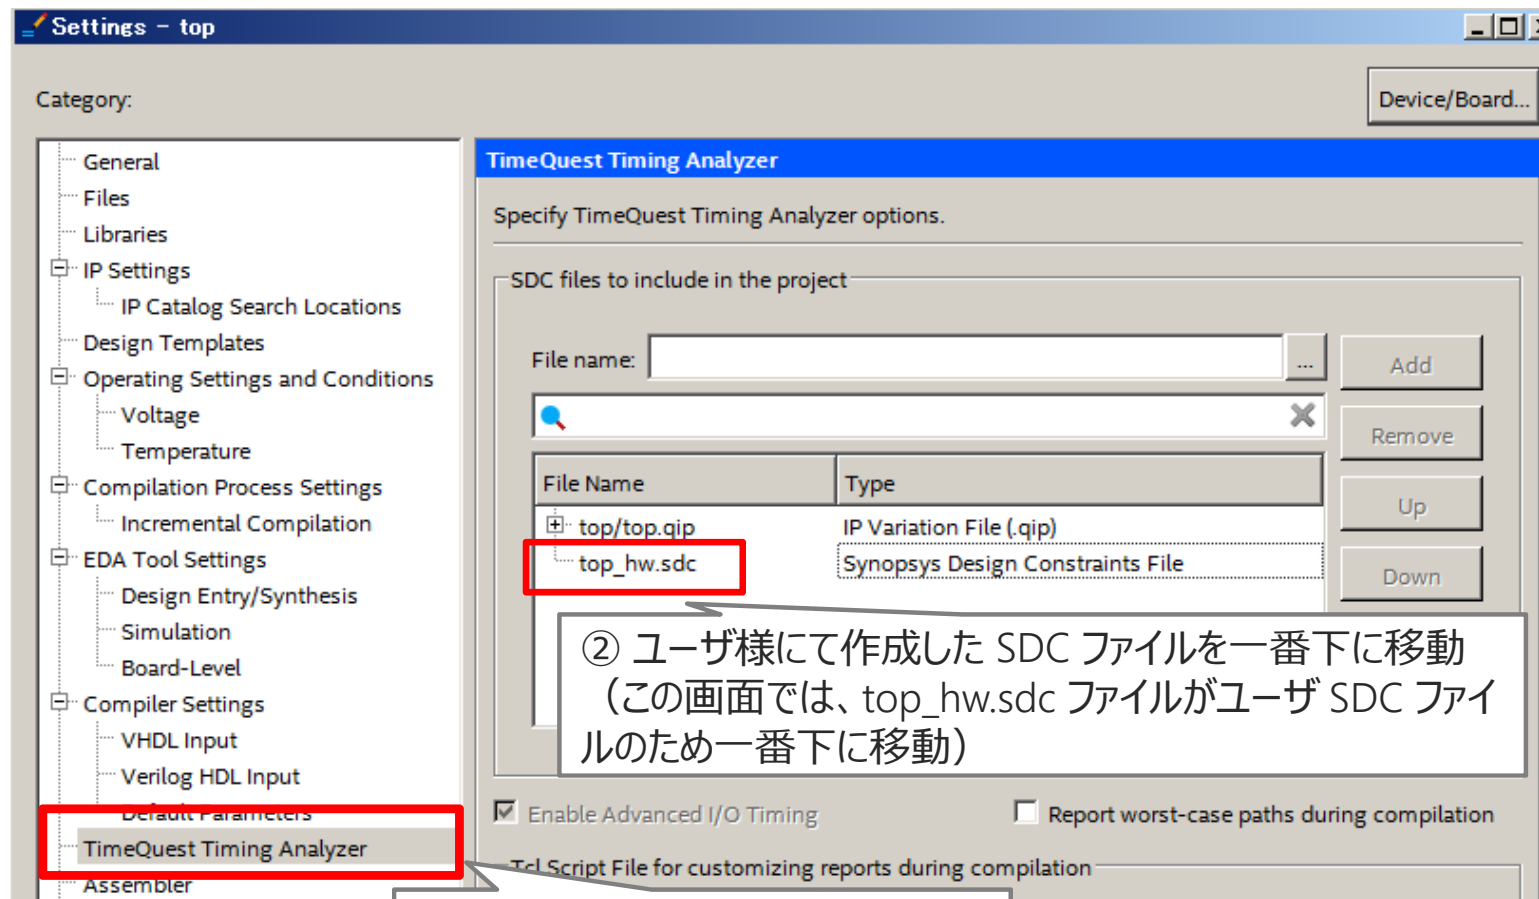 Settings - top
Category:
Device/Board...
General
Files
Libraries
IP Settings
IP Catalog Search Locations
Design Templates
Operating Settings and Conditions
Voltage
Temperature
Compilation Process Settings
Incremental Compilation
EDA Tool Settings
Design Entry/Synthesis
Simulation
Board-Level
Compiler Settings
VHDL Input
Verilog HDL Input
Default Parameters
TimeQuest Timing Analyzer
Assembler
TimeQuest Timing Analyzer
Specify TimeQuest Timing Analyzer options.
SDC files to include in the project
File name:
...
Add
Remove
Up
Down
File Name Type
top/top.qip IP Variation File (.qip)
top_hw.sdc Synopsys Design Constraints File
② ユーザ様にて作成した SDC ファイルを一番下に移動
（この画面では、top_hw.sdc ファイルがユーザ SDC ファイ
ルのため一番下に移動）
Enable Advanced I/O Timing
Report worst-case paths during compilation
Tcl Script File for customizing reports during compilation